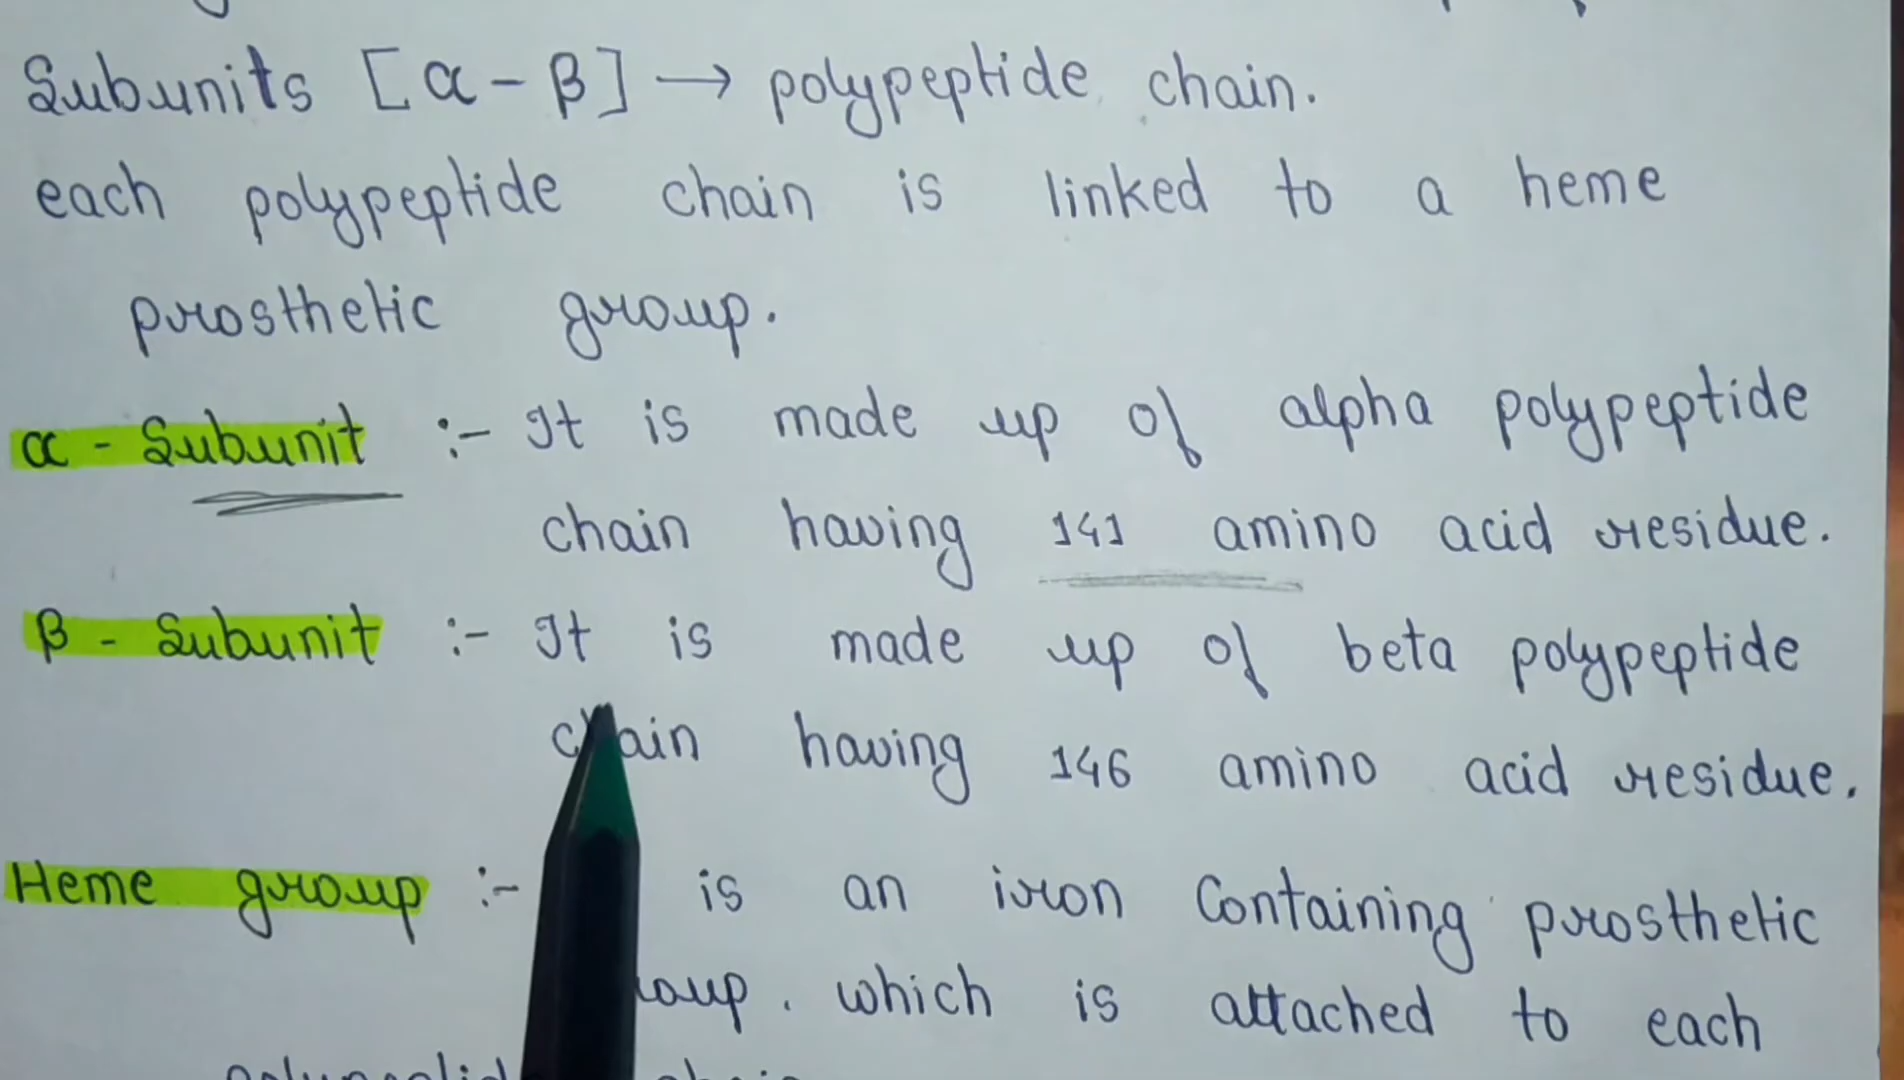 Subunits [α - β] → polypeptide chain.
each polypeptide chain is linked to a heme
prosthetic group.
α - Subunit :- It is made up of alpha polypeptide
chain having 141 amino acid residue.
β - Subunit :- It is made up of beta polypeptide
chain having 146 amino acid residue.
Heme group :- is an iron Containing prosthetic
which is attached to each